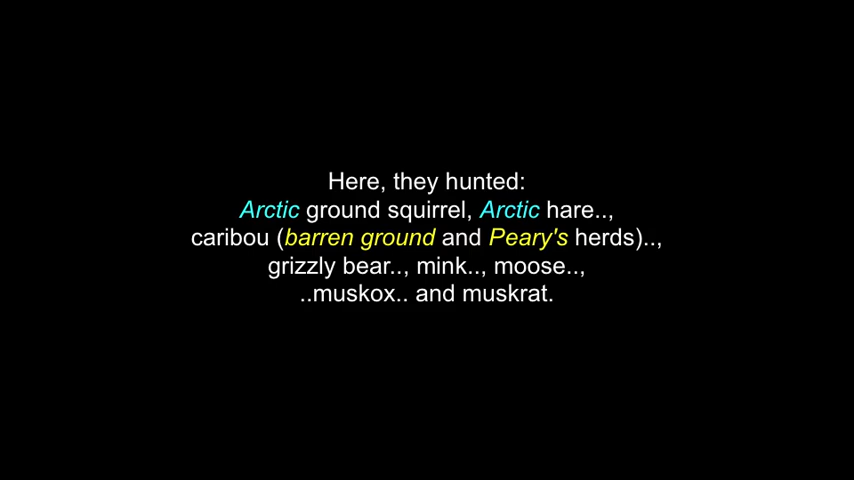 Here, they hunted:
Arctic ground squirrel, Arctic hare..,
caribou (barren ground and Peary's herds)..,
grizzly bear.., mink.., moose..,
..muskox.. and muskrat.